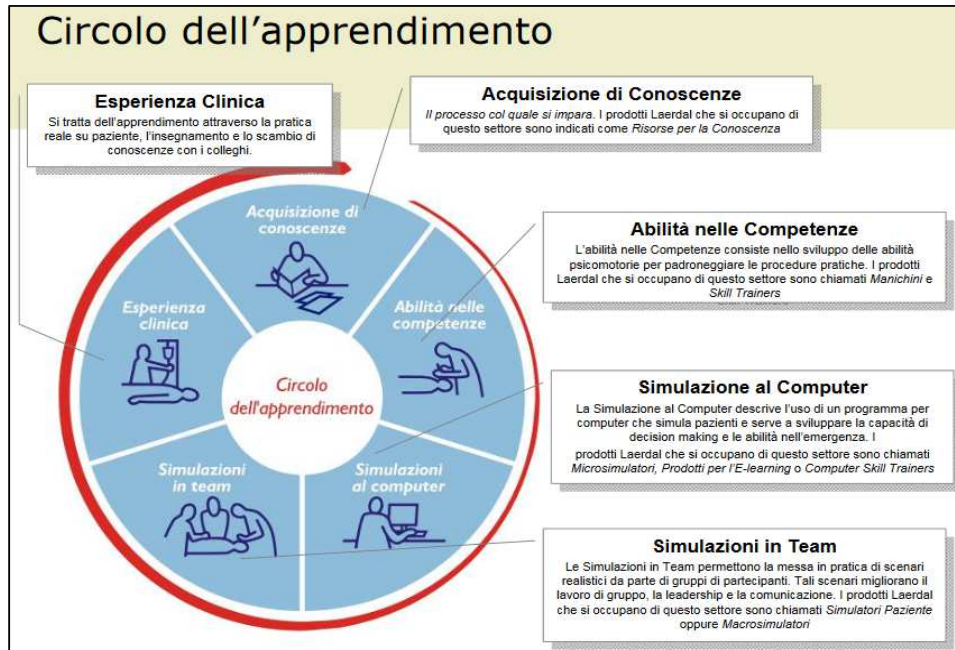 Circolo dell'apprendimento
Esperienza Clinica
Si tratta dell'apprendimento attraverso la pratica
reale su paziente, l'insegnamento e lo scambio di
conoscenze con i colleghi.
Acquisizione di Conoscenze
Il processo col quale si impara. I prodotti Laerdal che si occupano di
questo settore sono indicati come Risorse per la Conoscenza
Abilità nelle Competenze
L'abilità nelle Competenze consiste nello sviluppo delle abilità
psicomotorie per padroneggiare le procedure pratiche. I prodotti
Laerdal che si occupano di questo settore sono chiamati Manichini e
Skill Trainers
Simulazione al Computer
La Simulazione al Computer descrive l'uso di un programma per
computer che simula pazienti e serve a sviluppare la capacità di
decision making e le abilità nell'emergenza. I
prodotti Laerdal che si occupano di questo settore sono chiamati
Microsimulatori, Prodotti per l'E-learning o Computer Skill Trainers
Simulazioni in Team
Le Simulazioni in Team permettono la messa in pratica di scenari
realistici da parte di gruppi di partecipanti. Tali scenari migliorano il
lavoro di gruppo, la leadership e la comunicazione. I prodotti Laerdal
che si occupano di questo settore sono chiamati Simulatori Paziente
oppure Macrosimulatori
Acquisizione di
conoscenze
Abilità nelle
competenze
Simulazioni
al computer
Simulazioni
in team
Esperienza
clinica
Circolo
dell'apprendimento